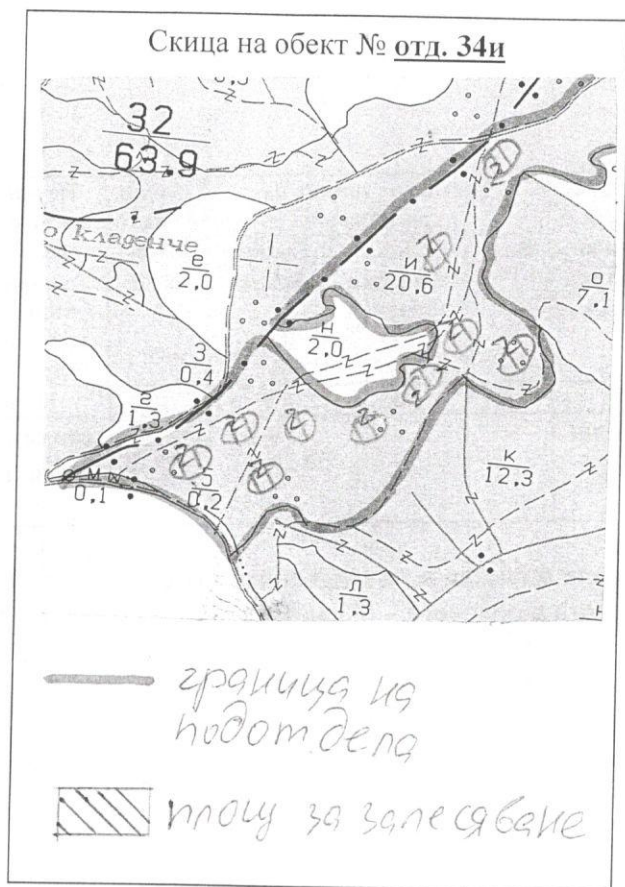 Скица на обект № отд. 34и
32
63.9
о кладенче
е
2,0
и
20,6
о
7,1
н
2,0
З
0,4
г
1,3
к
12,3
м
0,1
5
0,2
л
1,3
граница на
подотдела
площ за залесяване